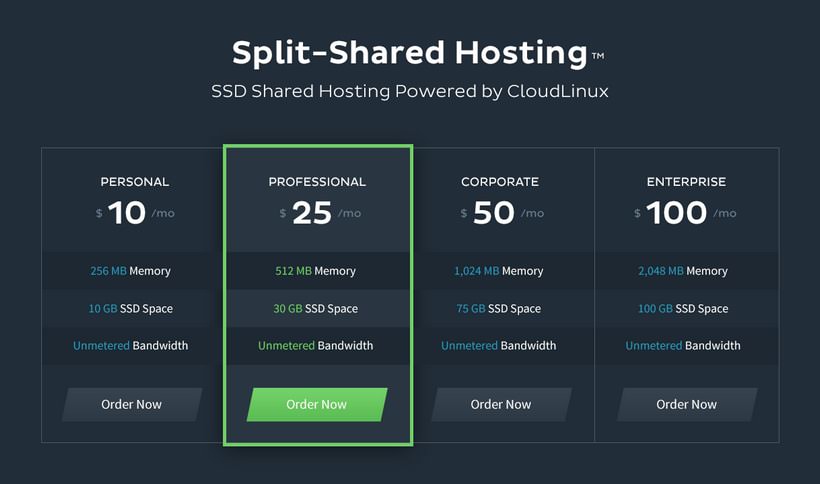 Split-Shared Hosting™
SSD Shared Hosting Powered by CloudLinux
PERSONAL
$ 10 /mo
256 MB Memory
10 GB SSD Space
Unmetered Bandwidth
Order Now
PROFESSIONAL
$ 25 /mo
512 MB Memory
30 GB SSD Space
Unmetered Bandwidth
Order Now
CORPORATE
$ 50 /mo
1,024 MB Memory
75 GB SSD Space
Unmetered Bandwidth
Order Now
ENTERPRISE
$ 100 /mo
2,048 MB Memory
100 GB SSD Space
Unmetered Bandwidth
Order Now